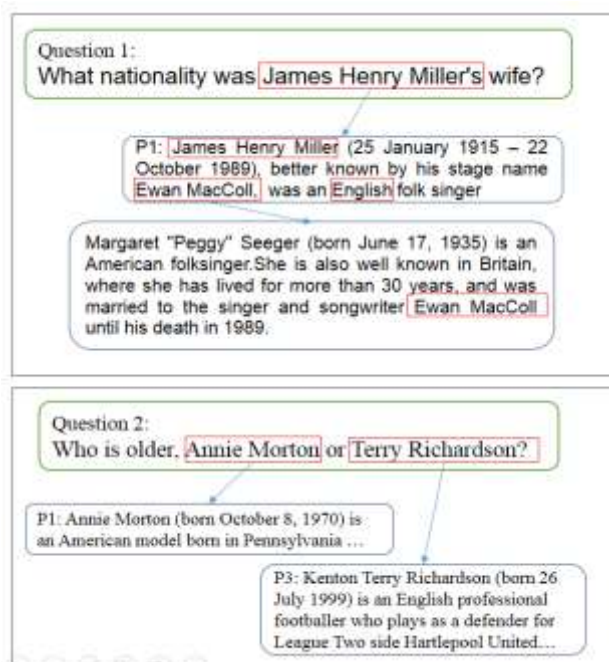 Question 1:
What nationality was James Henry Miller's wife?
P1: James Henry Miller (25 January 1915 – 22
October 1989), better known by his stage name
Ewan MacColl, was an English folk singer
Margaret "Peggy" Seeger (born June 17, 1935) is an
American folksinger.She is also well known in Britain,
where she has lived for more than 30 years, and was
married to the singer and songwriter Ewan MacColl
until his death in 1989.
Question 2:
Who is older, Annie Morton or Terry Richardson?
P1: Annie Morton (born October 8, 1970) is
an American model born in Pennsylvania …
P3: Kenton Terry Richardson (born 26
July 1999) is an English professional
footballer who plays as a defender for
League Two side Hartlepool United…